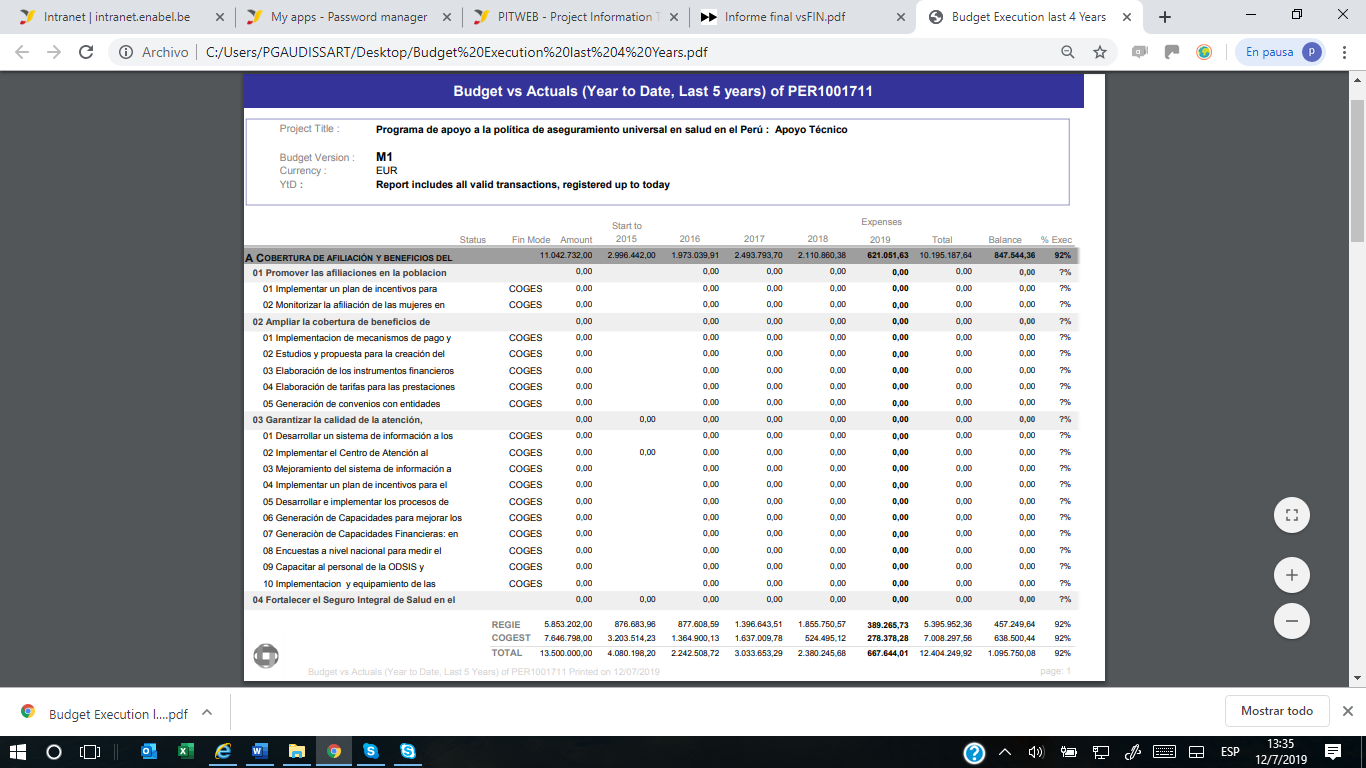 Intranet | intranet.enabel.be
My apps - Password manager
PITWEB - Project Information T
Informe final vsFIN.pdf
Budget Execution last 4 Years
Archivo C:/Users/PGAUDISSART/Desktop/Budget%20Execution%20last%204%20Years.pdf
En pausa P
Budget vs Actuals (Year to Date, Last 5 years) of PER1001711
Project Title : Programa de apoyo a la política de aseguramiento universal en salud en el Perú : Apoyo Técnico
Budget Version : M1
Currency : EUR
YtD : Report includes all valid transactions, registered up to today
Start to Expenses
Status Fin Mode Amount 2015 2016 2017 2018 2019 Total Balance % Exec
A COBERTURA DE AFILIACIÓN Y BENEFICIOS DEL 11.042.732,00 2.996.442,00 1.973.039,91 2.493.793,70 2.110.860,38 621.051,63 10.195.187,64 847.544,36 92%
01 Promover las afiliaciones en la poblacion 0,00 0,00 0,00 0,00 0,00 0,00 0,00 ?%
01 Implementar un plan de incentivos para COGES 0,00 0,00 0,00 0,00 0,00 0,00 0,00 ?%
02 Monitorizar la afiliación de las mujeres en COGES 0,00 0,00 0,00 0,00 0,00 0,00 0,00 ?%
02 Ampliar la cobertura de beneficios de 0,00 0,00 0,00 0,00 0,00 0,00 0,00 ?%
01 Implementacion de mecanismos de pago y COGES 0,00 0,00 0,00 0,00 0,00 0,00 0,00 ?%
02 Estudios y propuesta para la creación del COGES 0,00 0,00 0,00 0,00 0,00 0,00 0,00 ?%
03 Elaboración de los instrumentos financieros COGES 0,00 0,00 0,00 0,00 0,00 0,00 0,00 ?%
04 Elaboración de tarifas para las prestaciones COGES 0,00 0,00 0,00 0,00 0,00 0,00 0,00 ?%
05 Generación de convenios con entidades COGES 0,00 0,00 0,00 0,00 0,00 0,00 0,00 ?%
03 Garantizar la calidad de la atención, 0,00 0,00 0,00 0,00 0,00 0,00 0,00 0,00 ?%
01 Desarrollar un sistema de información a los COGES 0,00 0,00 0,00 0,00 0,00 0,00 0,00 ?%
02 Implementar el Centro de Atención al COGES 0,00 0,00 0,00 0,00 0,00 0,00 0,00 0,00 ?%
03 Mejoramiento del sistema de información a COGES 0,00 0,00 0,00 0,00 0,00 0,00 0,00 ?%
04 Implementar un plan de incentivos para el COGES 0,00 0,00 0,00 0,00 0,00 0,00 0,00 ?%
05 Desarrollar e implementar los procesos de COGES 0,00 0,00 0,00 0,00 0,00 0,00 0,00 ?%
06 Generación de Capacidades para mejorar los COGES 0,00 0,00 0,00 0,00 0,00 0,00 0,00 ?%
07 Generación de Capacidades Financieras: en COGES 0,00 0,00 0,00 0,00 0,00 0,00 0,00 ?%
08 Encuestas a nivel nacional para medir el COGES 0,00 0,00 0,00 0,00 0,00 0,00 0,00 ?%
09 Capacitar al personal de la ODSIS y COGES 0,00 0,00 0,00 0,00 0,00 0,00 0,00 ?%
10 Implementacion y equipamiento de las COGES 0,00 0,00 0,00 0,00 0,00 0,00 0,00 ?%
04 Fortalecer el Seguro Integral de Salud en el 0,00 0,00 0,00 0,00 0,00 0,00 0,00 0,00 ?%
REGIE 5.853.202,00 876.683,96 877.608,59 1.396.643,51 1.855.750,57 389.265,73 5.395.952,36 457.249,64 92%
COGEST 7.646.798,00 3.203.514,23 1.364.900,13 1.637.009,78 524.495,12 278.378,28 7.008.297,56 638.500,44 92%
TOTAL 13.500.000,00 4.080.198,20 2.242.508,72 3.033.653,29 2.380.245,68 667.644,01 12.404.249,92 1.095.750,08 92%
Budget vs Actuals (Year to Date, Last 5 Years) of PER1001711 Printed on 12/07/2019 page: 1
Budget Execution l....pdf
Mostrar todo
ESP
13:35
12/7/2019